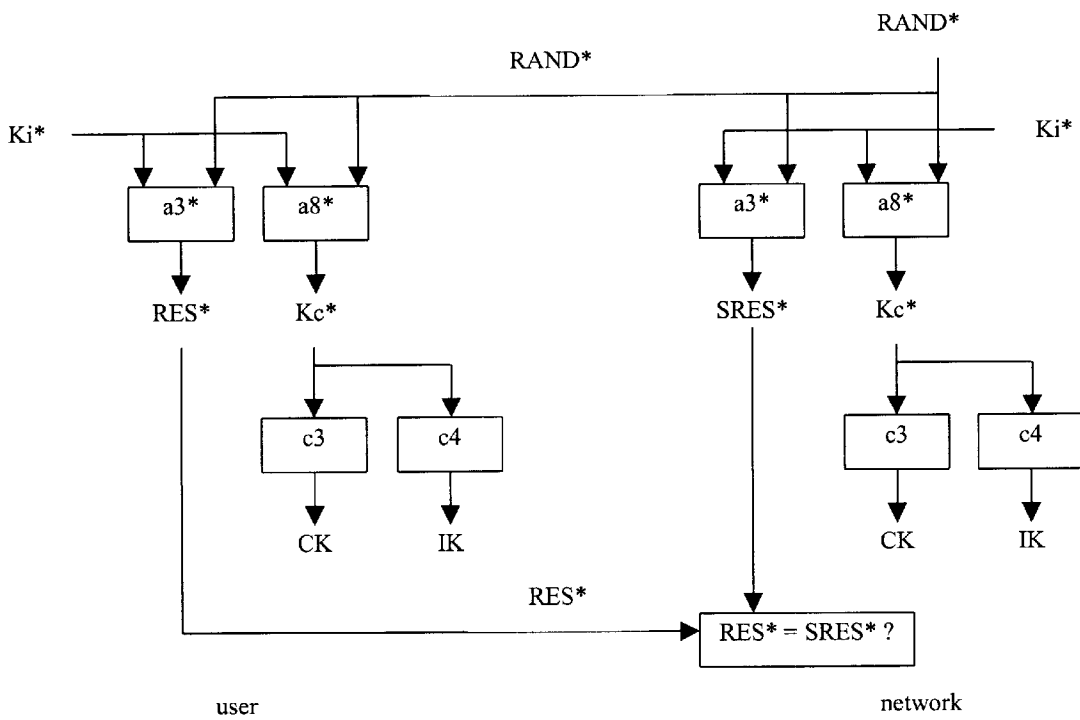 RAND*
RAND*
Ki*
Ki*
a3*
a8*
a3*
a8*
RES*
Kc*
SRES*
Kc*
c3
c4
c3
c4
CK
IK
CK
IK
RES*
RES* = SRES* ?
user
network